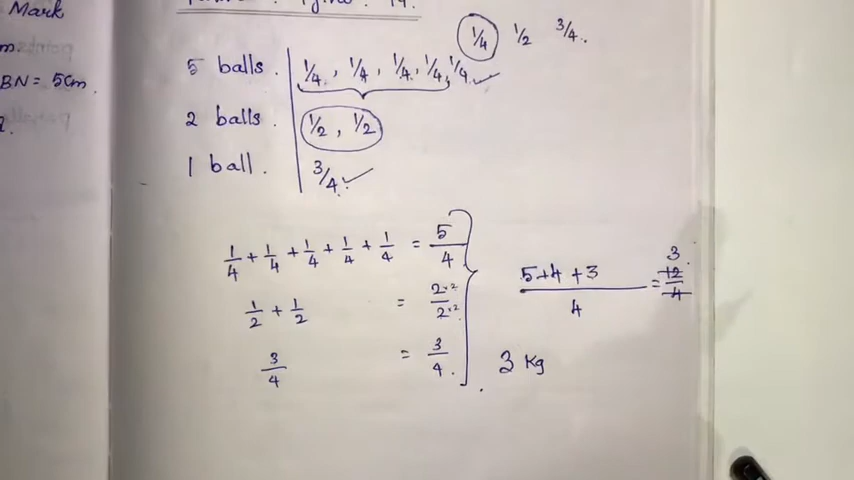 Mark
m.
BN = 5cm.
1/4 1/2 3/4.
5 balls. 1/4, 1/4, 1/4, 1/4, 1/4
2 balls. 1/2, 1/2
1 ball. 3/4.
1/4 + 1/4 + 1/4 + 1/4 + 1/4 = 5/4
1/2 + 1/2 = 2×2/2×2
3/4 = 3/4.
5+4+3/4 = 12/4 3
3 Kg